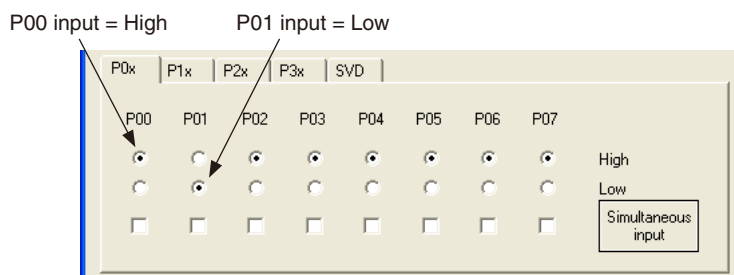 P00 input = High P01 input = Low
P0x P1x P2x P3x SVD
P00 P01 P02 P03 P04 P05 P06 P07
High
Low
Simultaneous
input